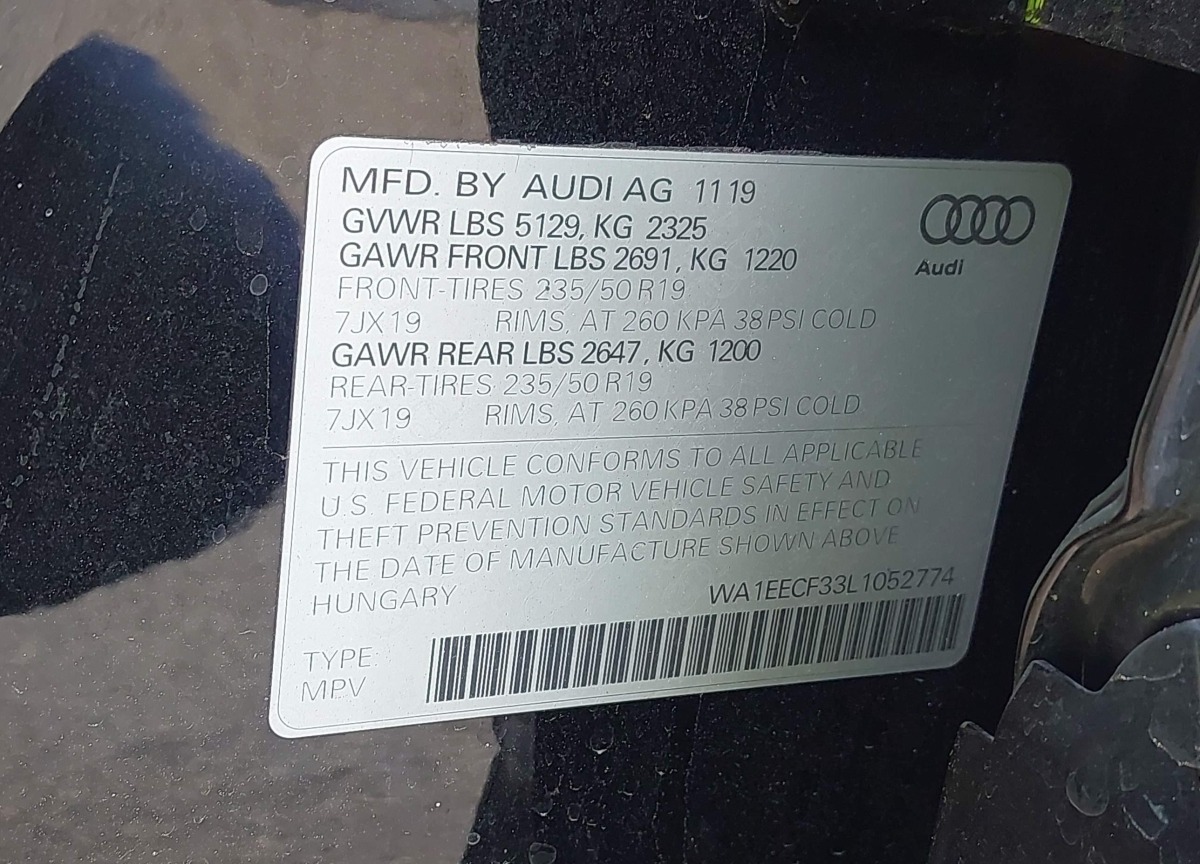 MFD. BY AUDI AG 11 19
GVWR LBS 5129, KG 2325
GAWR FRONT LBS 2691, KG 1220
Audi
FRONT-TIRES 235/50 R19
7JX19 RIMS, AT 260 KPA 38 PSI COLD
GAWR REAR LBS 2647, KG 1200
REAR-TIRES 235/50 R19
7JX19 RIMS, AT 260 KPA 38 PSI COLD
THIS VEHICLE CONFORMS TO ALL APPLICABLE
U.S FEDERAL MOTOR VEHICLE SAFETY AND
THEFT PREVENTION STANDARDS IN EFFECT ON
THE DATE OF MANUFACTURE SHOWN ABOVE
HUNGARY WA1EECF33L1052774
TYPE:
MPV